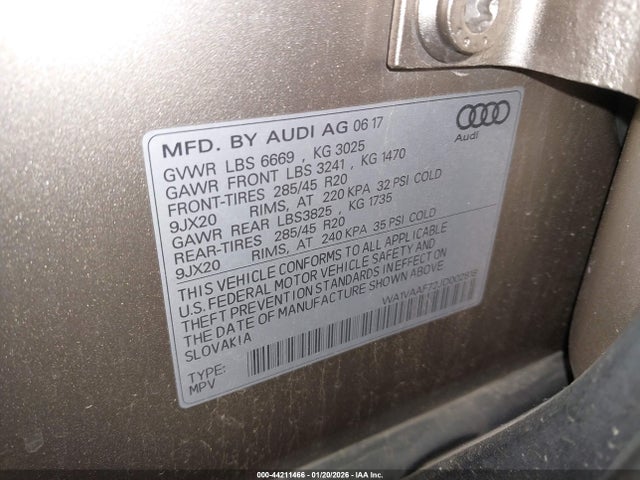 MFD. BY AUDI AG 06 17
Audi
GVWR LBS 6669 , KG 3025
GAWR FRONT LBS 3241 , KG 1470
FRONT-TIRES 285/45 R20
9JX20 RIMS, AT 220 KPA 32 PSI COLD
GAWR REAR LBS3825 , KG 1735
REAR-TIRES 285/45 R20
9JX20 RIMS, AT 240 KPA 35 PSI COLD
THIS VEHICLE CONFORMS TO ALL APPLICABLE
U.S. FEDERAL MOTOR VEHICLE SAFETY AND
THEFT PREVENTION STANDARDS IN EFFECT ON
THE DATE OF MANUFACTURE SHOWN ABOVE
SLOVAKIA
TYPE:
MPV
000-44211466 - 01/20/2026 - IAA Inc.